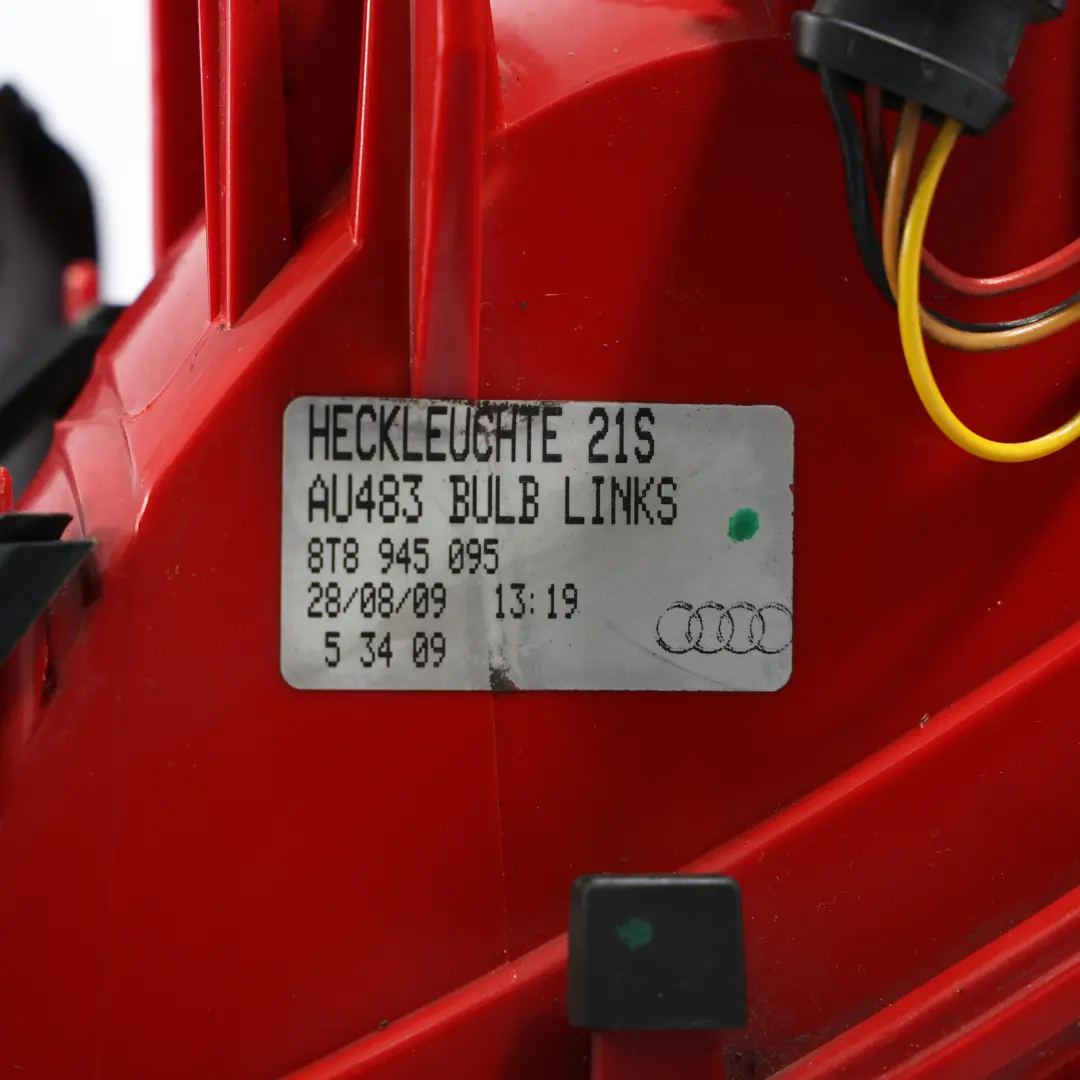 HECKLEUCHTE 21S
AU483 BULB LINKS
8T8 945 095
28/08/09 13:19
5 34 09